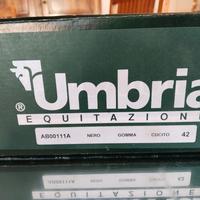 Umbria
®
EQUITAZIONE
AB00111A NERO GOMMA CUCITO 42